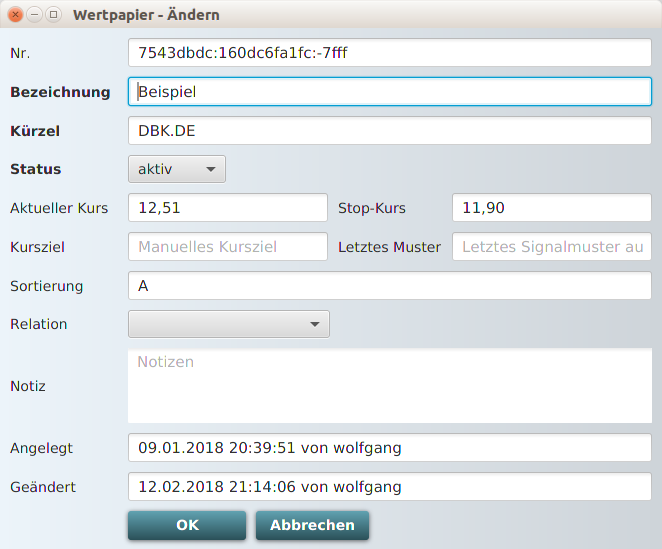 Wertpapier - Ändern
Nr. 7543dbdc:160dc6fa1fc:-7fff
Bezeichnung Beispiel
Kürzel DBK.DE
Status aktiv
Aktueller Kurs 12,51 Stop-Kurs 11,90
Kursziel Manuelles Kursziel Letztes Muster Letztes Signalmuster au
Sortierung A
Relation
Notizen
Notiz
Angelegt 09.01.2018 20:39:51 von wolfgang
Geändert 12.02.2018 21:14:06 von wolfgang
OK Abbrechen